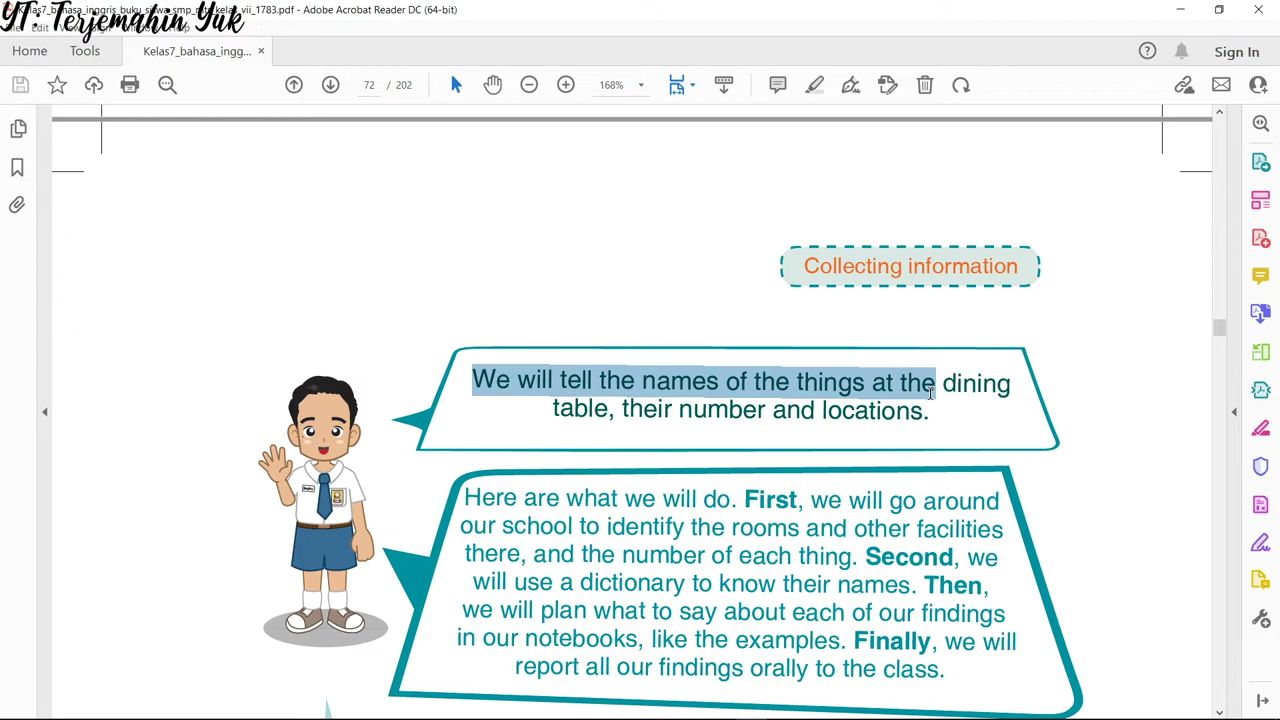 YT: Terjemahin Yuk
Kelas7_bahasa_inggris_buku_siswa_smp_mts_kelas_vii_1783.pdf - Adobe Acrobat Reader DC (64-bit)
Home Tools Kelas7_bahasa_ingg... × Sign In
72 / 202 168%
Collecting information
We will tell the names of the things at the dining
table, their number and locations.
Here are what we will do. First, we will go around
our school to identify the rooms and other facilities
there, and the number of each thing. Second, we
will use a dictionary to know their names. Then,
we will plan what to say about each of our findings
in our notebooks, like the examples. Finally, we will
report all our findings orally to the class.